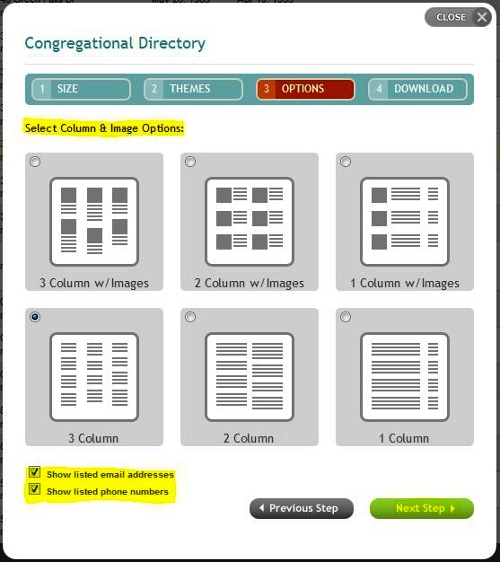 CLOSE X
Congregational Directory
1 SIZE 2 THEMES 3 OPTIONS 4 DOWNLOAD
Select Column & Image Options:
3 Column w/Images 2 Column w/Images 1 Column w/Images
3 Column 2 Column 1 Column
Show listed email addresses
Show listed phone numbers
Previous Step Next Step